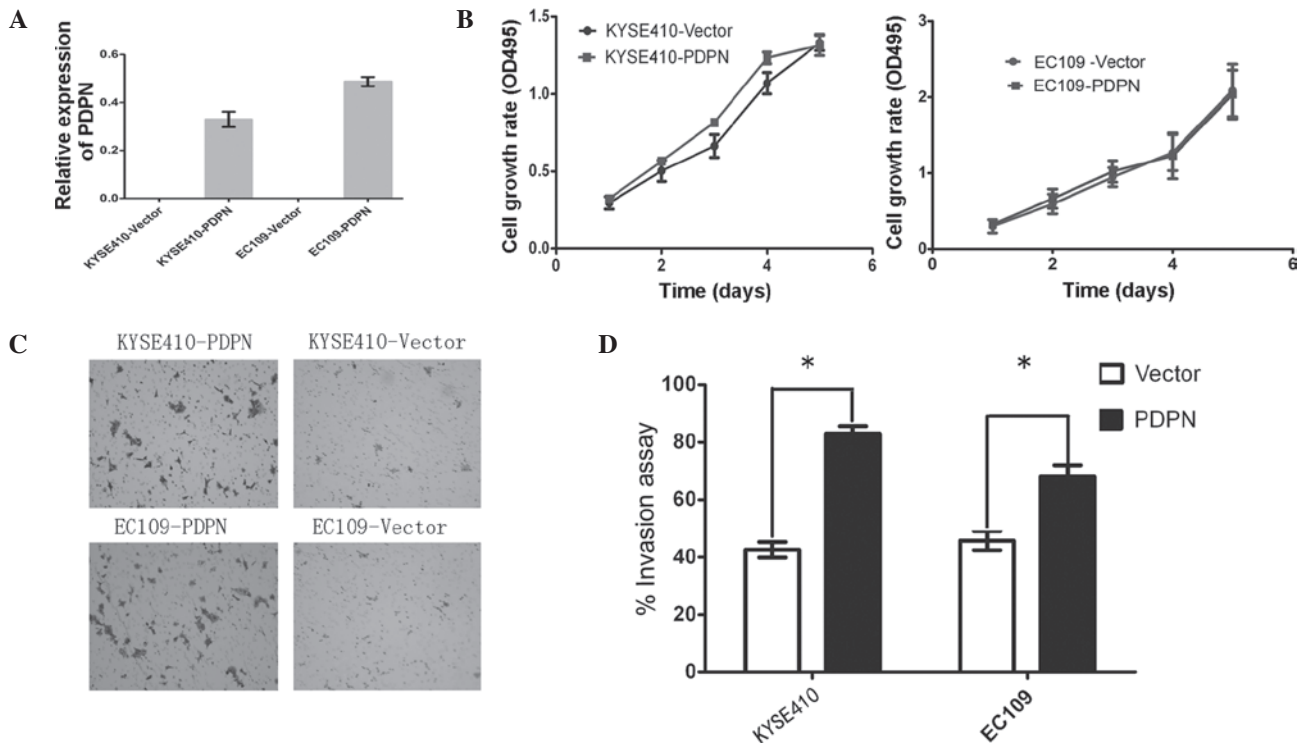 A
Relative expression
of PDPN
0.6
0.4
0.2
0.0
KYSE410-Vector
KYSE410-PDPN
EC109-Vector
EC109-PDPN
B
Cell growth rate (OD495)
1.5
1.0
0.5
0.0
KYSE410-Vector
KYSE410-PDPN
0
2
4
6
Time (days)
Cell growth rate (OD495)
3
2
1
0
EC109 -Vector
EC109-PDPN
0
2
4
6
Time (days)
C
KYSE410-PDPN
KYSE410-Vector
EC109-PDPN
EC109-Vector
D
% Invasion assay
100
80
60
40
20
0
*
*
Vector
PDPN
KYSE410
EC109